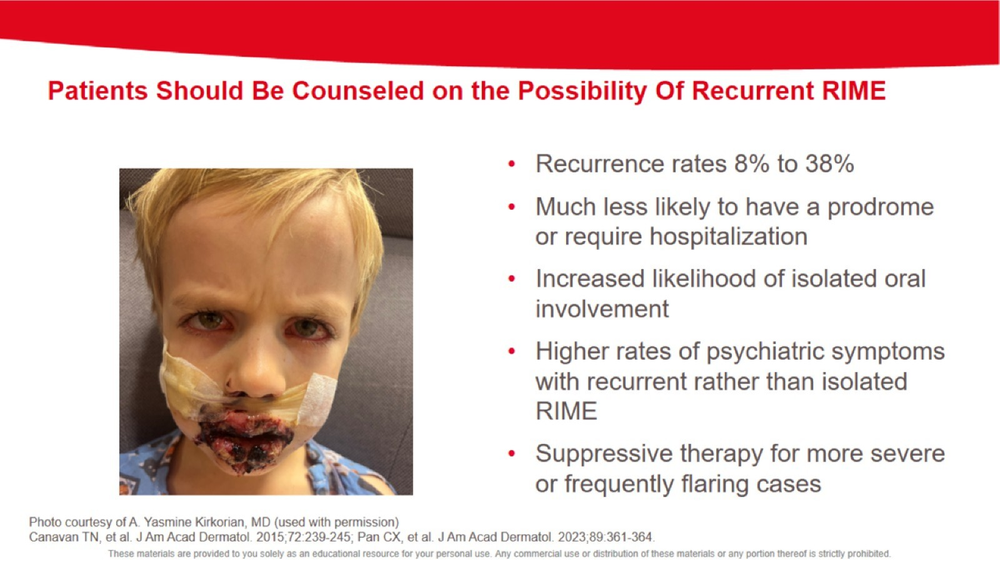 Patients Should Be Counseled on the Possibility Of Recurrent RIME
• Recurrence rates 8% to 38%
• Much less likely to have a prodrome
or require hospitalization
• Increased likelihood of isolated oral
involvement
• Higher rates of psychiatric symptoms
with recurrent rather than isolated
RIME
• Suppressive therapy for more severe
or frequently flaring cases
Photo courtesy of A. Yasmine Kirkorian, MD (used with permission)
Canavan TN, et al. J Am Acad Dermatol. 2015;72:239-245; Pan CX, et al. J Am Acad Dermatol. 2023;89:361-364.
These materials are provided to you solely as an educational resource for your personal use. Any commercial use or distribution of these materials or any portion thereof is strictly prohibited.